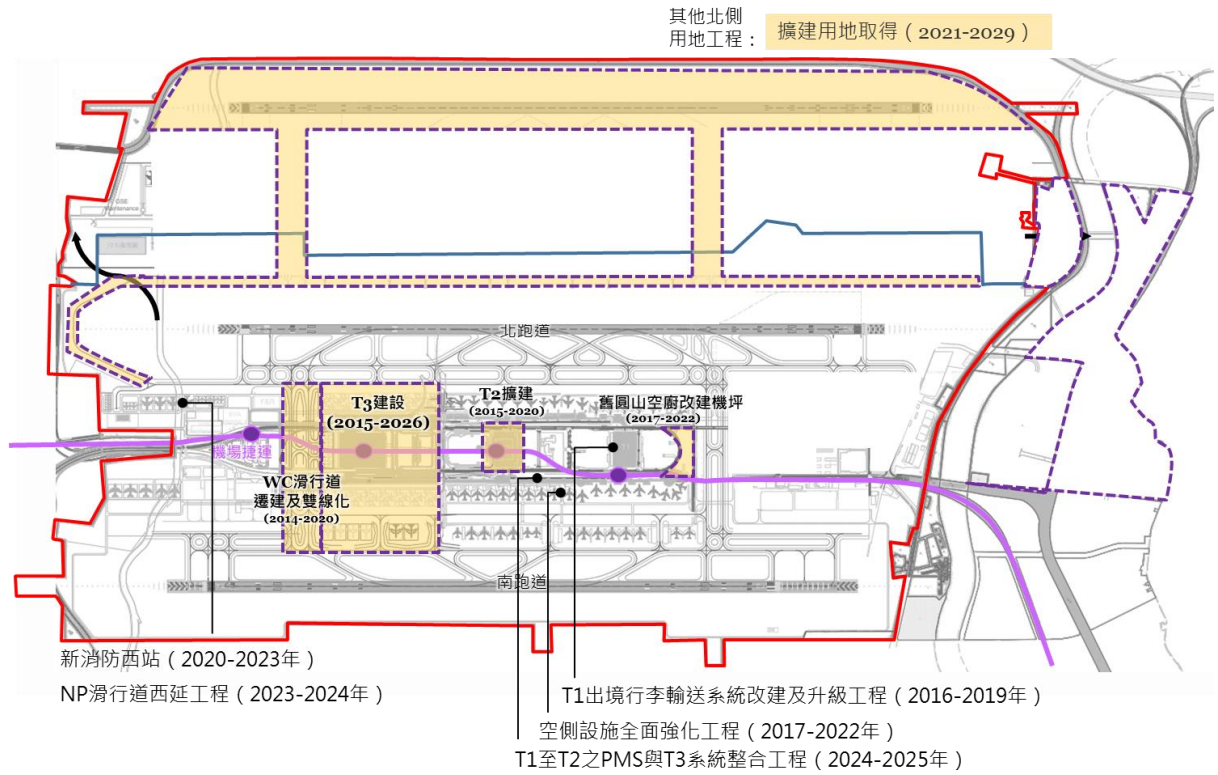 其他北側
用地工程：
擴建用地取得（2021-2029）
北跑道
T3建設
(2015-2026)
T2擴建
(2015-2020)
舊圓山空廚改建機坪
(2017-2022)
機場捷運
WC滑行道
遷建及雙線化
(2014-2020)
南跑道
新消防西站（2020-2023年）
NP滑行道西延工程（2023-2024年）
T1出境行李輸送系統改建及升級工程（2016-2019年）
空側設施全面強化工程（2017-2022年）
T1至T2之PMS與T3系統整合工程（2024-2025年）